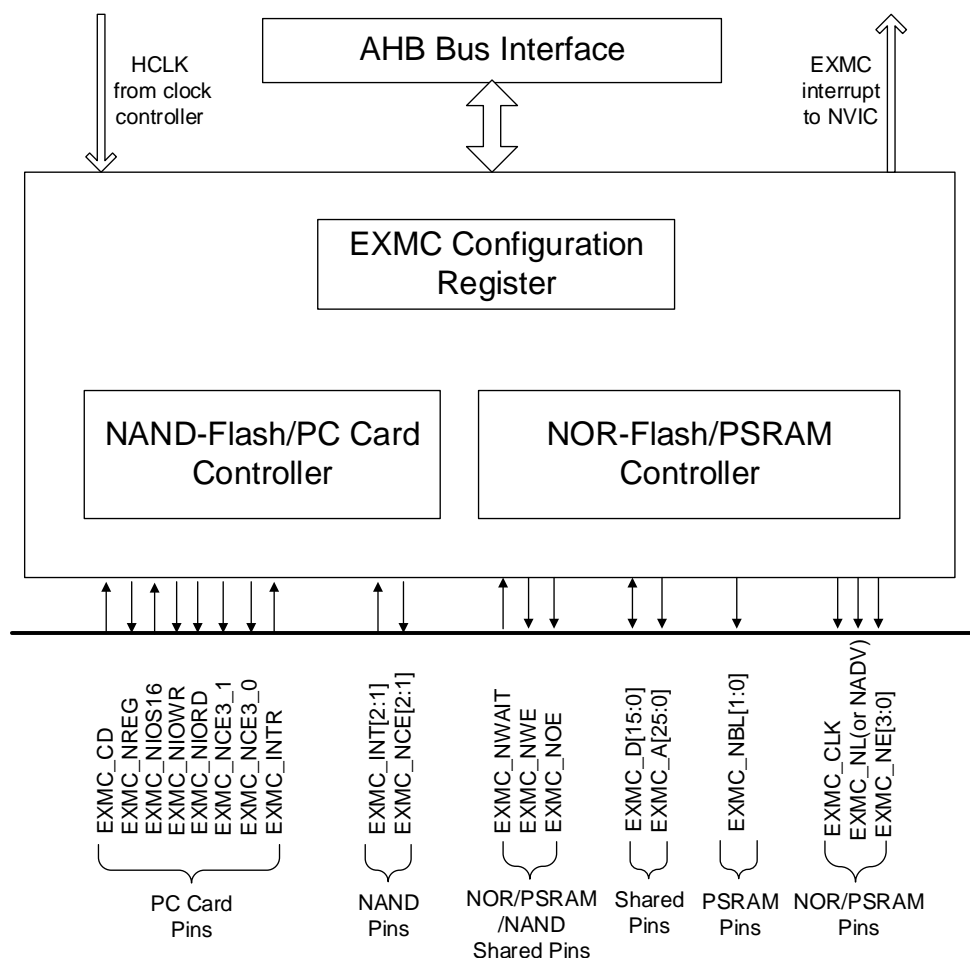 AHB Bus Interface
HCLK
from clock
controller
EXMC
interrupt
to NVIC
EXMC Configuration
Register
NAND-Flash/PC Card
Controller
NOR-Flash/PSRAM
Controller
EXMC_CD
EXMC_NREG
EXMC_NIOS16
EXMC_NIOWR
EXMC_NIORD
EXMC_NCE3_1
EXMC_NCE3_0
EXMC_INTR
EXMC_INT[2:1]
EXMC_NCE[2:1]
EXMC_NWAIT
EXMC_NWE
EXMC_NOE
EXMC_D[15:0]
EXMC_A[25:0]
EXMC_NBL[1:0]
EXMC_CLK
EXMC_NL(or NADV)
EXMC_NE[3:0]
PC Card
Pins
NAND
Pins
NOR/PSRAM
/NAND
Shared Pins
Shared
Pins
PSRAM
Pins
NOR/PSRAM
Pins